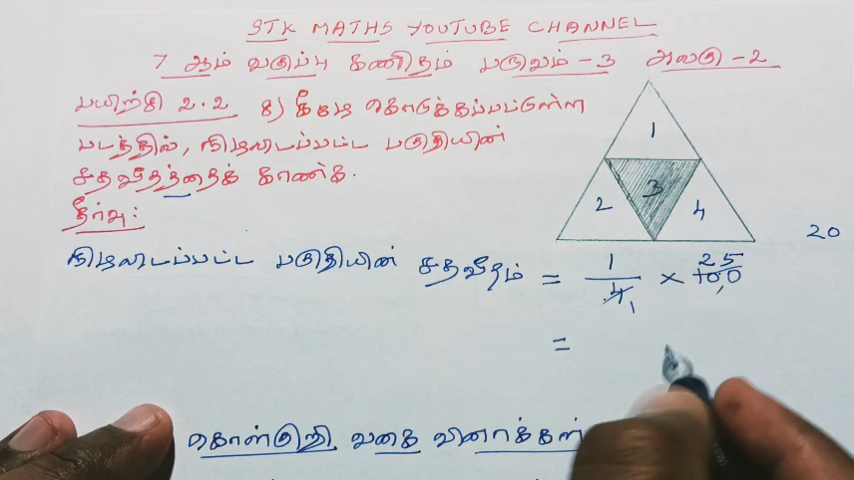 STK MATHS YOUTUBE CHANNEL
7 ஆம் வகுப்பு கணிதம் பருவம் - 3 அலகு - 2
பயிற்சி 2.2 8) கீழே கொடுக்கப்பட்டுள்ள
படத்தில், நிழலிடப்பட்ட பகுதியின்
சதவீதத்தைக் காண்க.
தீர்வு:
1
2 3 4
20
நிழலிடப்பட்ட பகுதியின் சதவீதம் = 1/4 1 × 100 25
=
கொள்குறி வகை வினாக்கள்